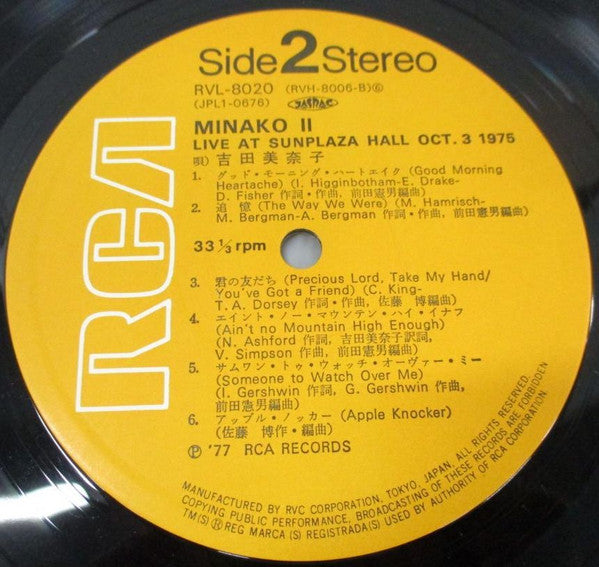 RCA
Side 2 Stereo
RVL-8020 (RVH-8006-B)⑥
(JPL1-0676)
MINAKO II
LIVE AT SUNPLAZA HALL OCT. 3 1975
唄) 吉田美奈子
1. グッド・モーニング・ハートエイク (Good Morning
Heartache) (I. Higginbotham-E. Drake-
D. Fisher 作詞・作曲, 前田憲男編曲)
2. 追憶 (The Way We Were) (M. Hamrisch-
M. Bergman-A. Bergman 作詞・作曲, 前田憲男編曲)
33 1/3 rpm
3. 君の友だち (Precious Lord, Take My Hand/
You've Got a Friend) (C. King-
T. A. Dorsey 作詞・作曲, 佐藤 博編曲)
4. エイント・ノー・マウンテン・ハイ・イナフ
(Ain't no Mountain High Enough)
(N. Ashford 作詞, 吉田美奈子訳詞,
V. Simpson 作曲, 前田憲男編曲)
5. サムワン・トゥ・ウォッチ・オーヴァー・ミー
(Someone to Watch Over Me)
(I. Gershwin 作詞, G. Gershwin 作曲,
前田憲男編曲)
6. アップル・ノッカー (Apple Knocker)
(佐藤 博作・編曲)
Ⓟ '77 RCA RECORDS
MANUFACTURED BY RVC CORPORATION, TOKYO, JAPAN. ALL RIGHTS RESERVED.
COPYING PUBLIC PERFORMANCE, BROADCASTING OF THESE RECORDS ARE FORBIDDEN
TM(S) Ⓡ REG MARCA(S) REGISTRADA(S) USED BY AUTHORITY OF RCA CORPORATION